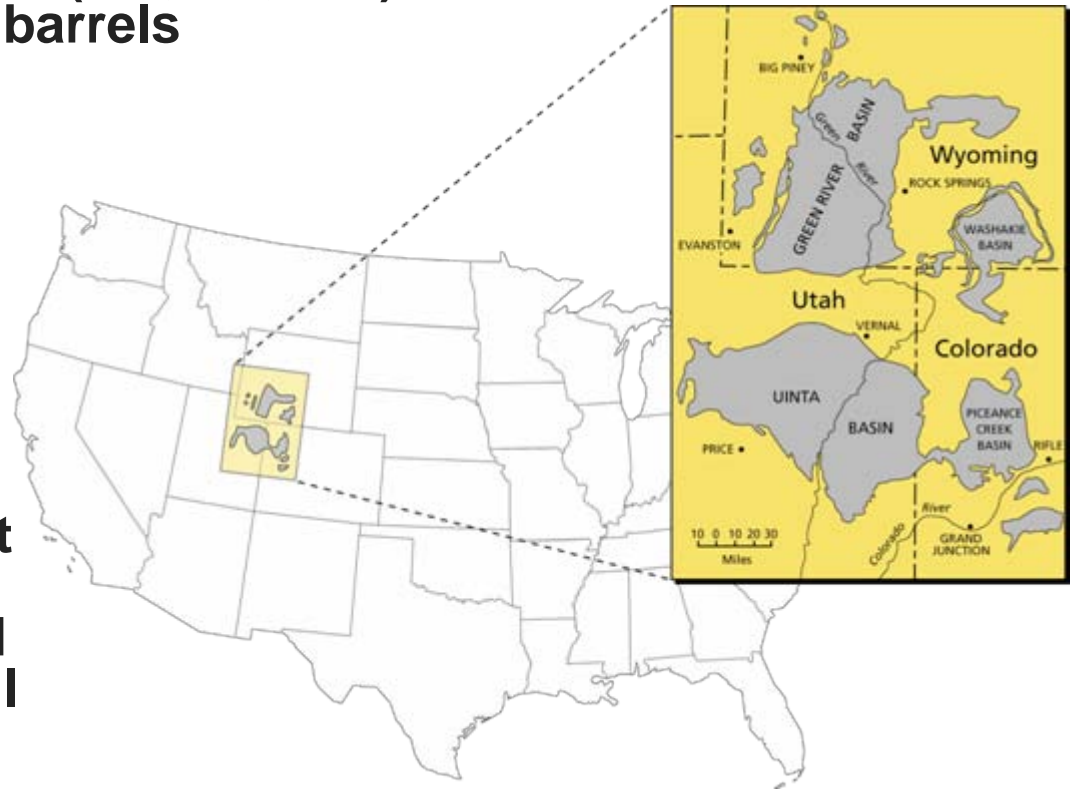 barrels
t
l
l
BIG PINEY
Green
River
GREEN RIVER BASIN
Wyoming
ROCK SPRINGS
WASHAKIE
BASIN
EVANSTON
Utah
VERNAL
Colorado
UINTA
BASIN
PICEANCE
CREEK
BASIN
PRICE
RIFLE
River
Colorado
GRAND
JUNCTION
10 0 10 20 30
Miles